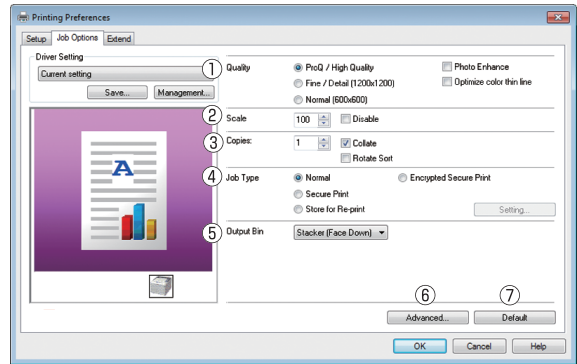 Printing Preferences
Setup Job Options Extend
Driver Setting
Current setting
Save... Management...
A
① Quality ProQ / High Quality Photo Enhance
Fine / Detail (1200x1200) Optimize color thin line
Normal (600x600)
② Scale 100 Disable
③ Copies: 1 Collate
Rotate Sort
④ Job Type Normal Encrypted Secure Print
Secure Print
Store for Re-print Setting...
⑤ Output Bin Stacker (Face Down)
⑥ ⑦
Advanced... Default
OK Cancel Help